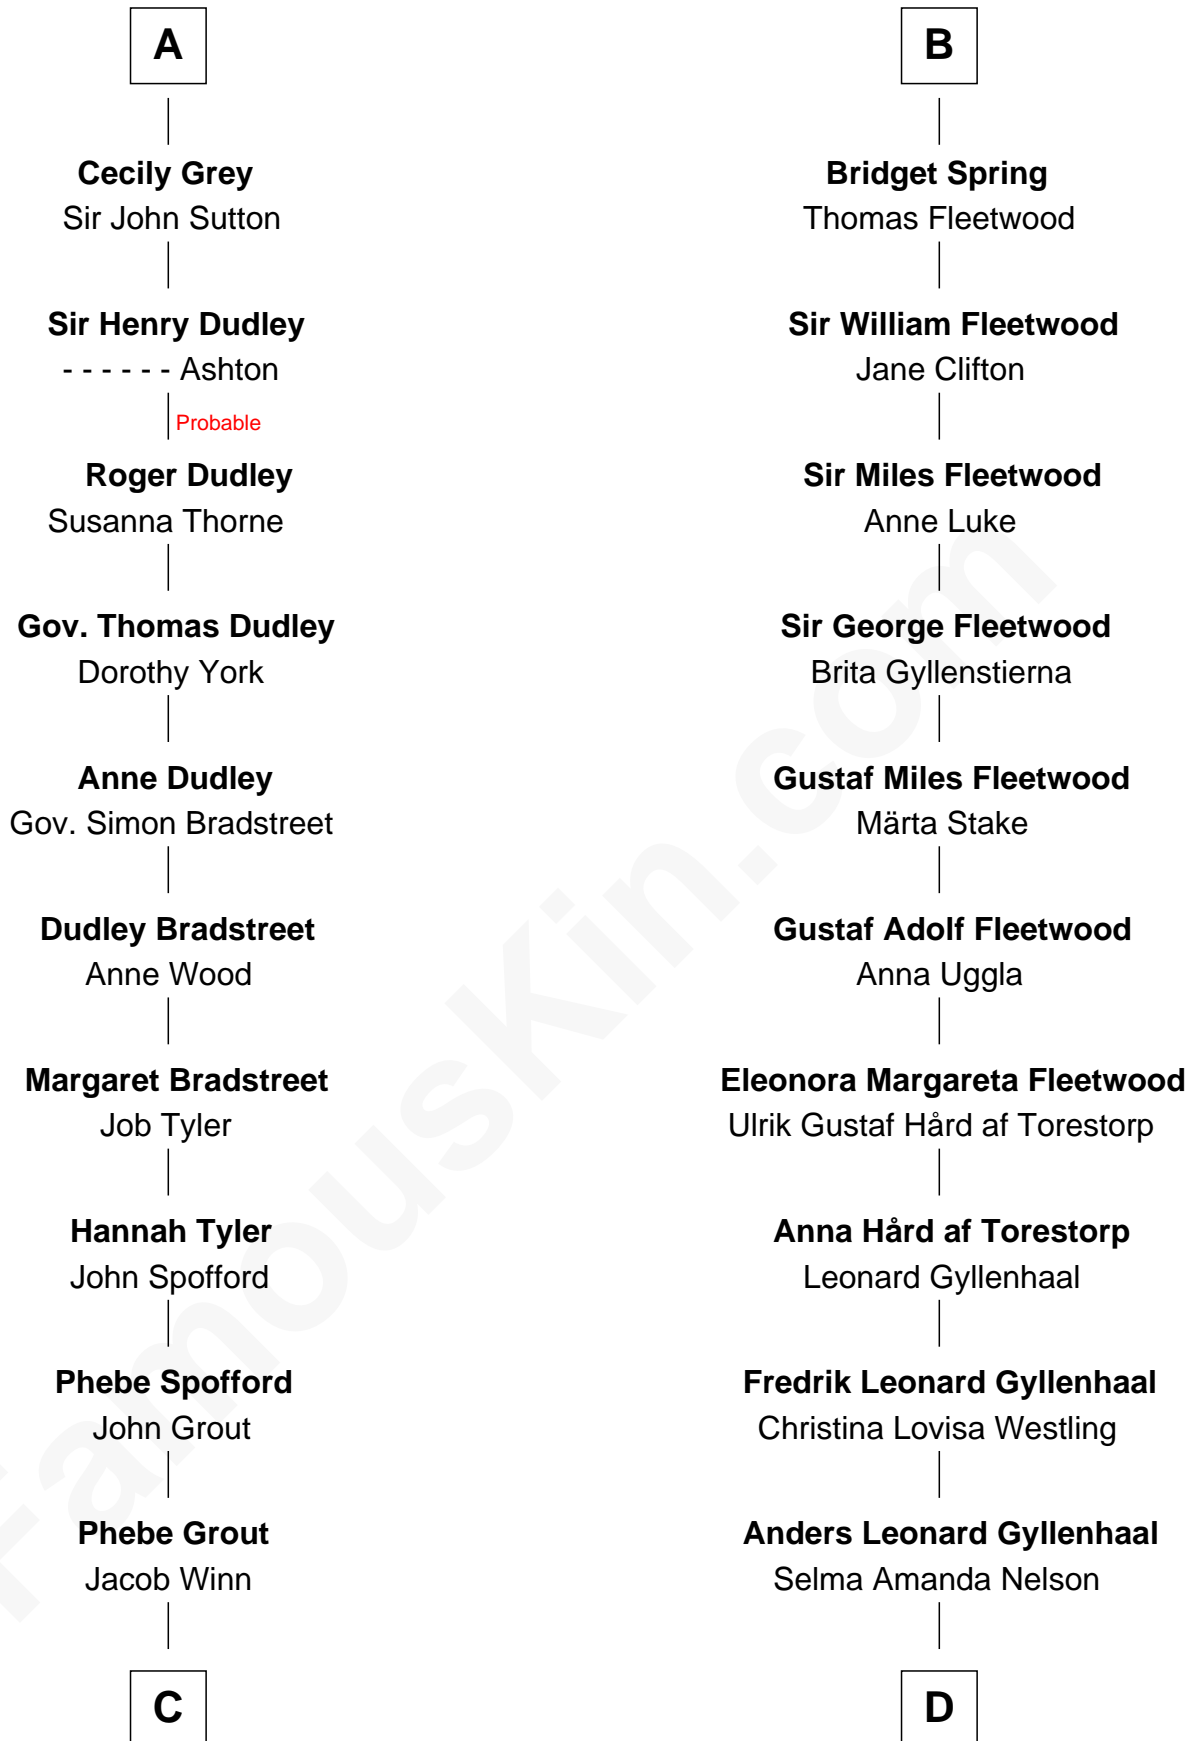 A
Cecily Grey
Sir John Sutton
Sir Henry Dudley
- - - - - - Ashton
Probable
Roger Dudley
Susanna Thorne
Gov. Thomas Dudley
Dorothy York
Anne Dudley
Gov. Simon Bradstreet
Dudley Bradstreet
Anne Wood
Margaret Bradstreet
Job Tyler
Hannah Tyler
John Spofford
Phebe Spofford
John Grout
Phebe Grout
Jacob Winn
C
B
Bridget Spring
Thomas Fleetwood
Sir William Fleetwood
Jane Clifton
Sir Miles Fleetwood
Anne Luke
Sir George Fleetwood
Brita Gyllenstierna
Gustaf Miles Fleetwood
Märta Stake
Gustaf Adolf Fleetwood
Anna Uggla
Eleonora Margareta Fleetwood
Ulrik Gustaf Hård af Torestorp
Anna Hård af Torestorp
Leonard Gyllenhaal
Fredrik Leonard Gyllenhaal
Christina Lovisa Westling
Anders Leonard Gyllenhaal
Selma Amanda Nelson
D
FamousKin.com